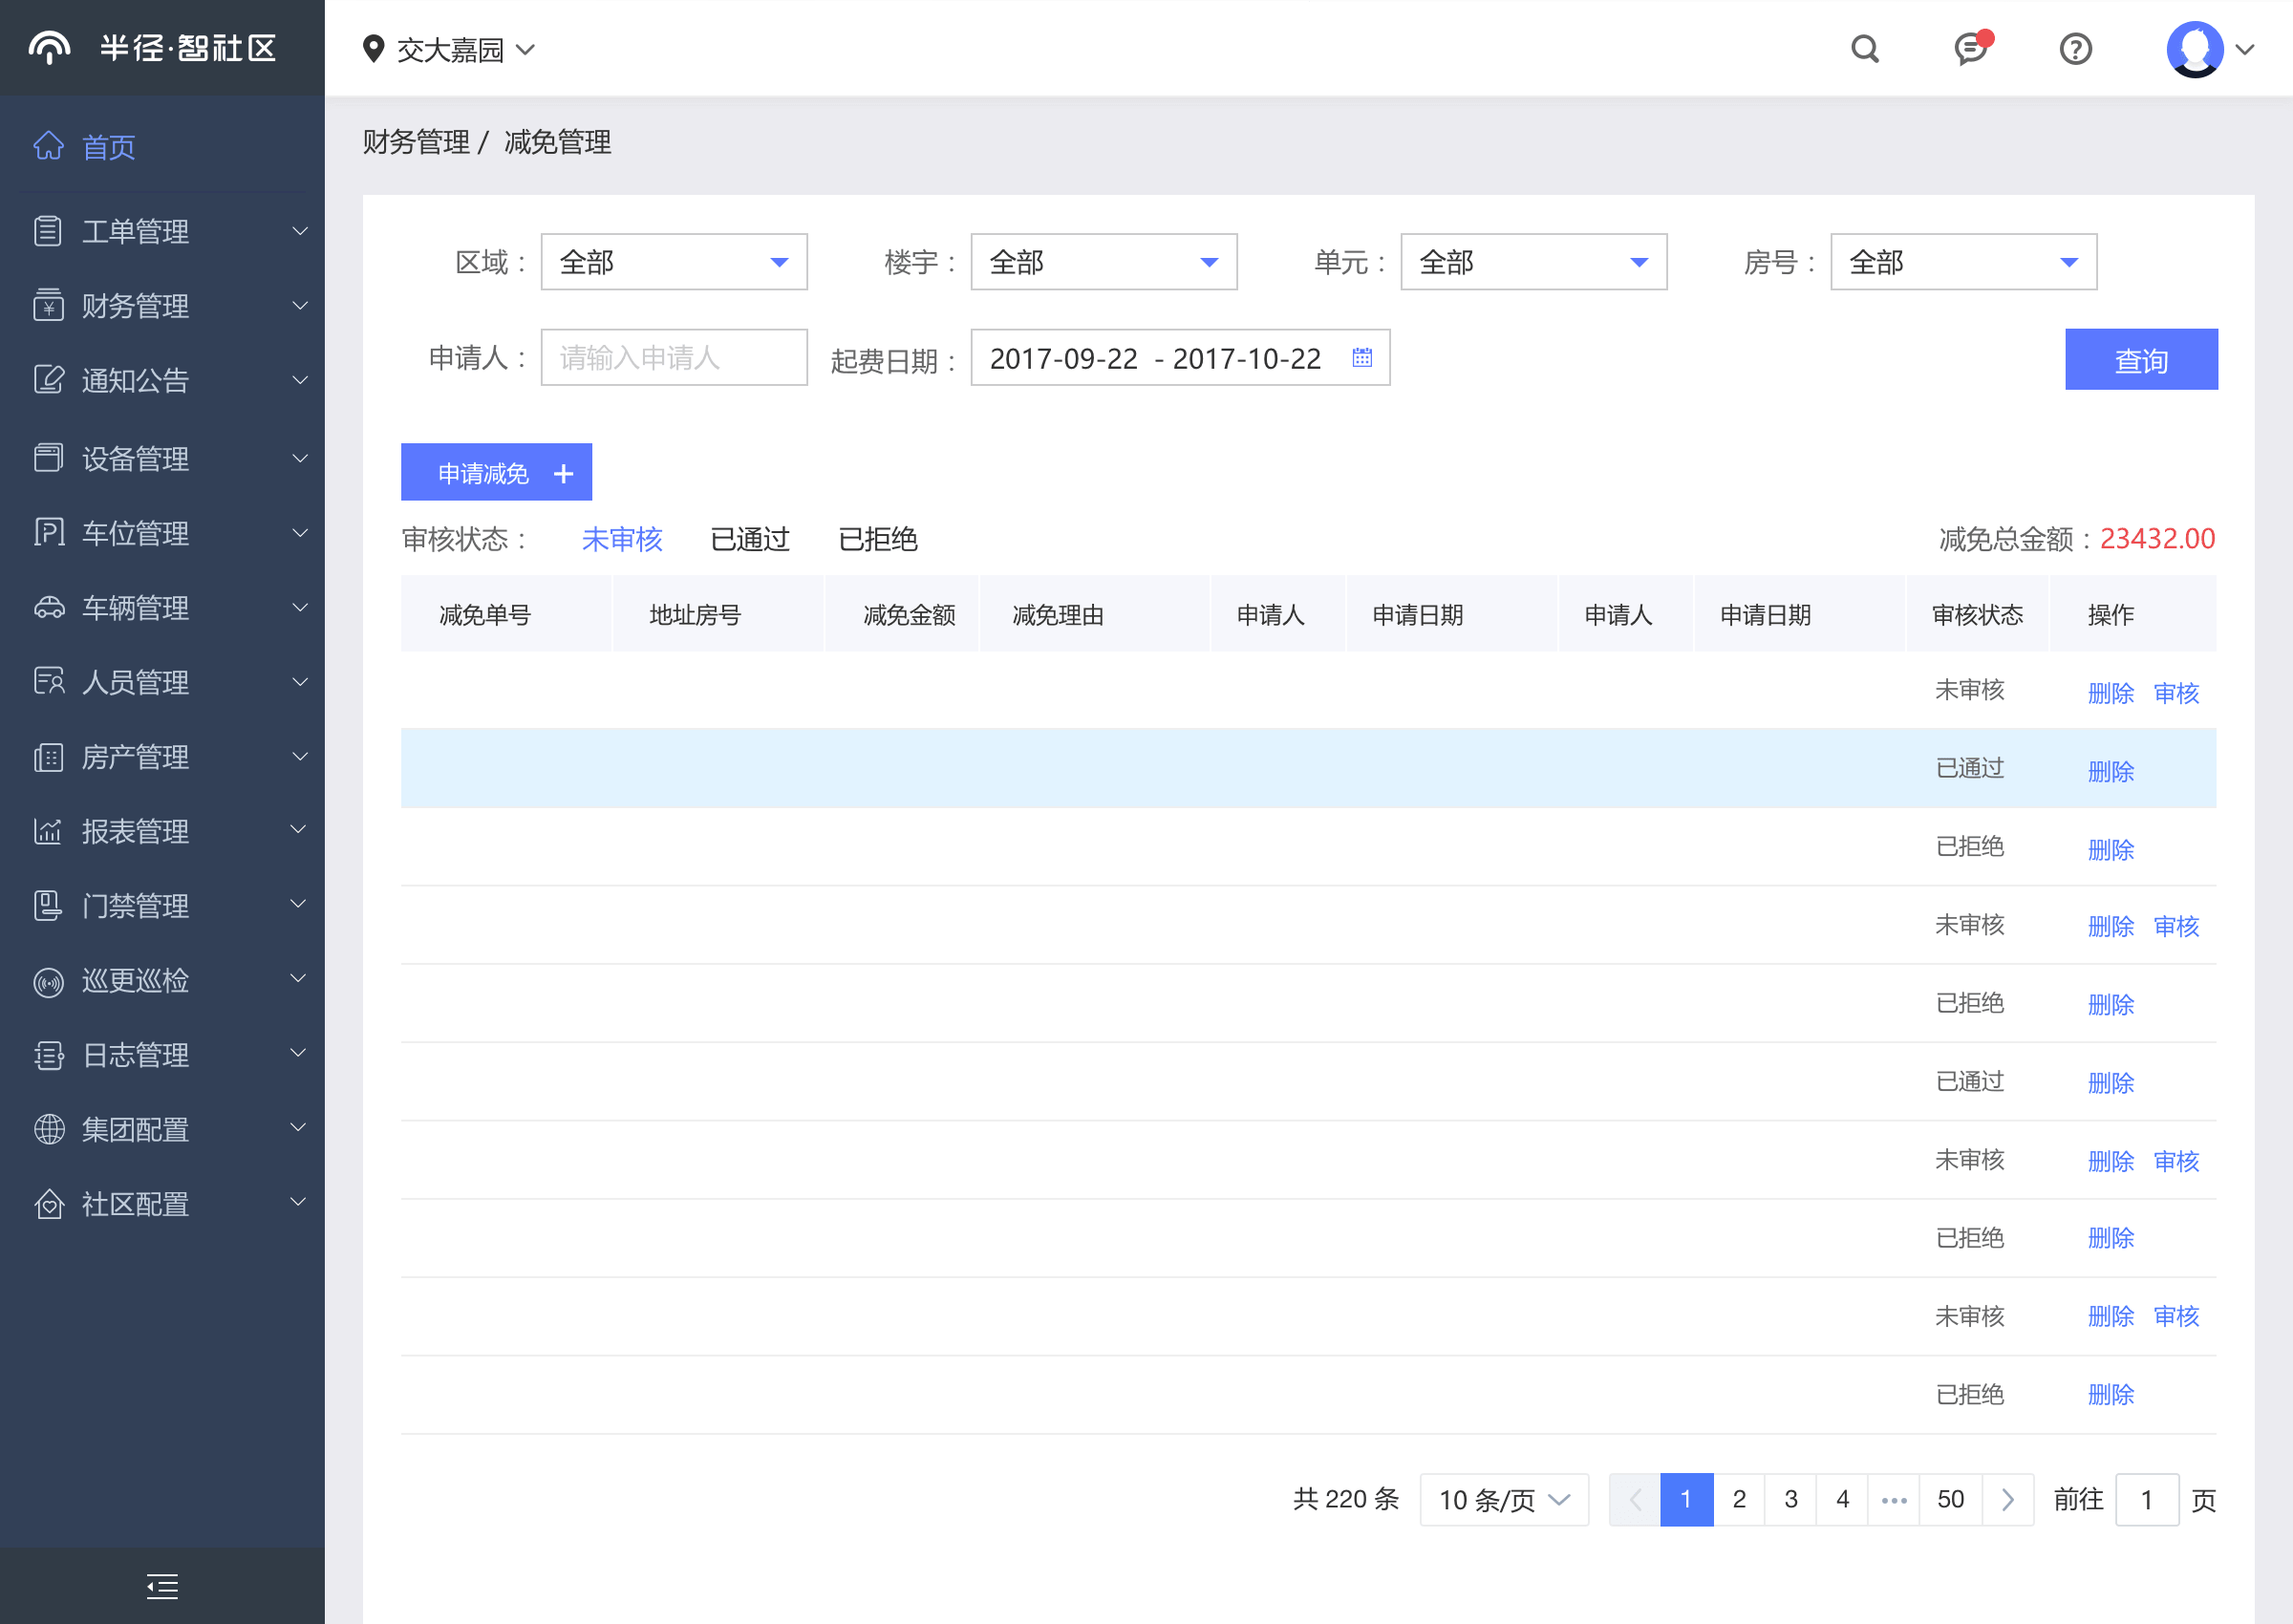 半径·智社区
交大嘉园
首页
工单管理
财务管理
通知公告
设备管理
车位管理
车辆管理
人员管理
房产管理
报表管理
门禁管理
巡更巡检
日志管理
集团配置
社区配置
财务管理 / 减免管理
区域： 全部 楼宇： 全部 单元： 全部 房号： 全部
申请人： 请输入申请人 起费日期： 2017-09-22 - 2017-10-22 查询
申请减免 +
审核状态： 未审核 已通过 已拒绝 减免总金额：23432.00
减免单号 地址房号 减免金额 减免理由 申请人 申请日期 申请人 申请日期 审核状态 操作
未审核 删除 审核
已通过 删除
已拒绝 删除
未审核 删除 审核
已拒绝 删除
已通过 删除
未审核 删除 审核
已拒绝 删除
未审核 删除 审核
已拒绝 删除
共 220 条 10 条/页 1 2 3 4 ••• 50 前往 1 页